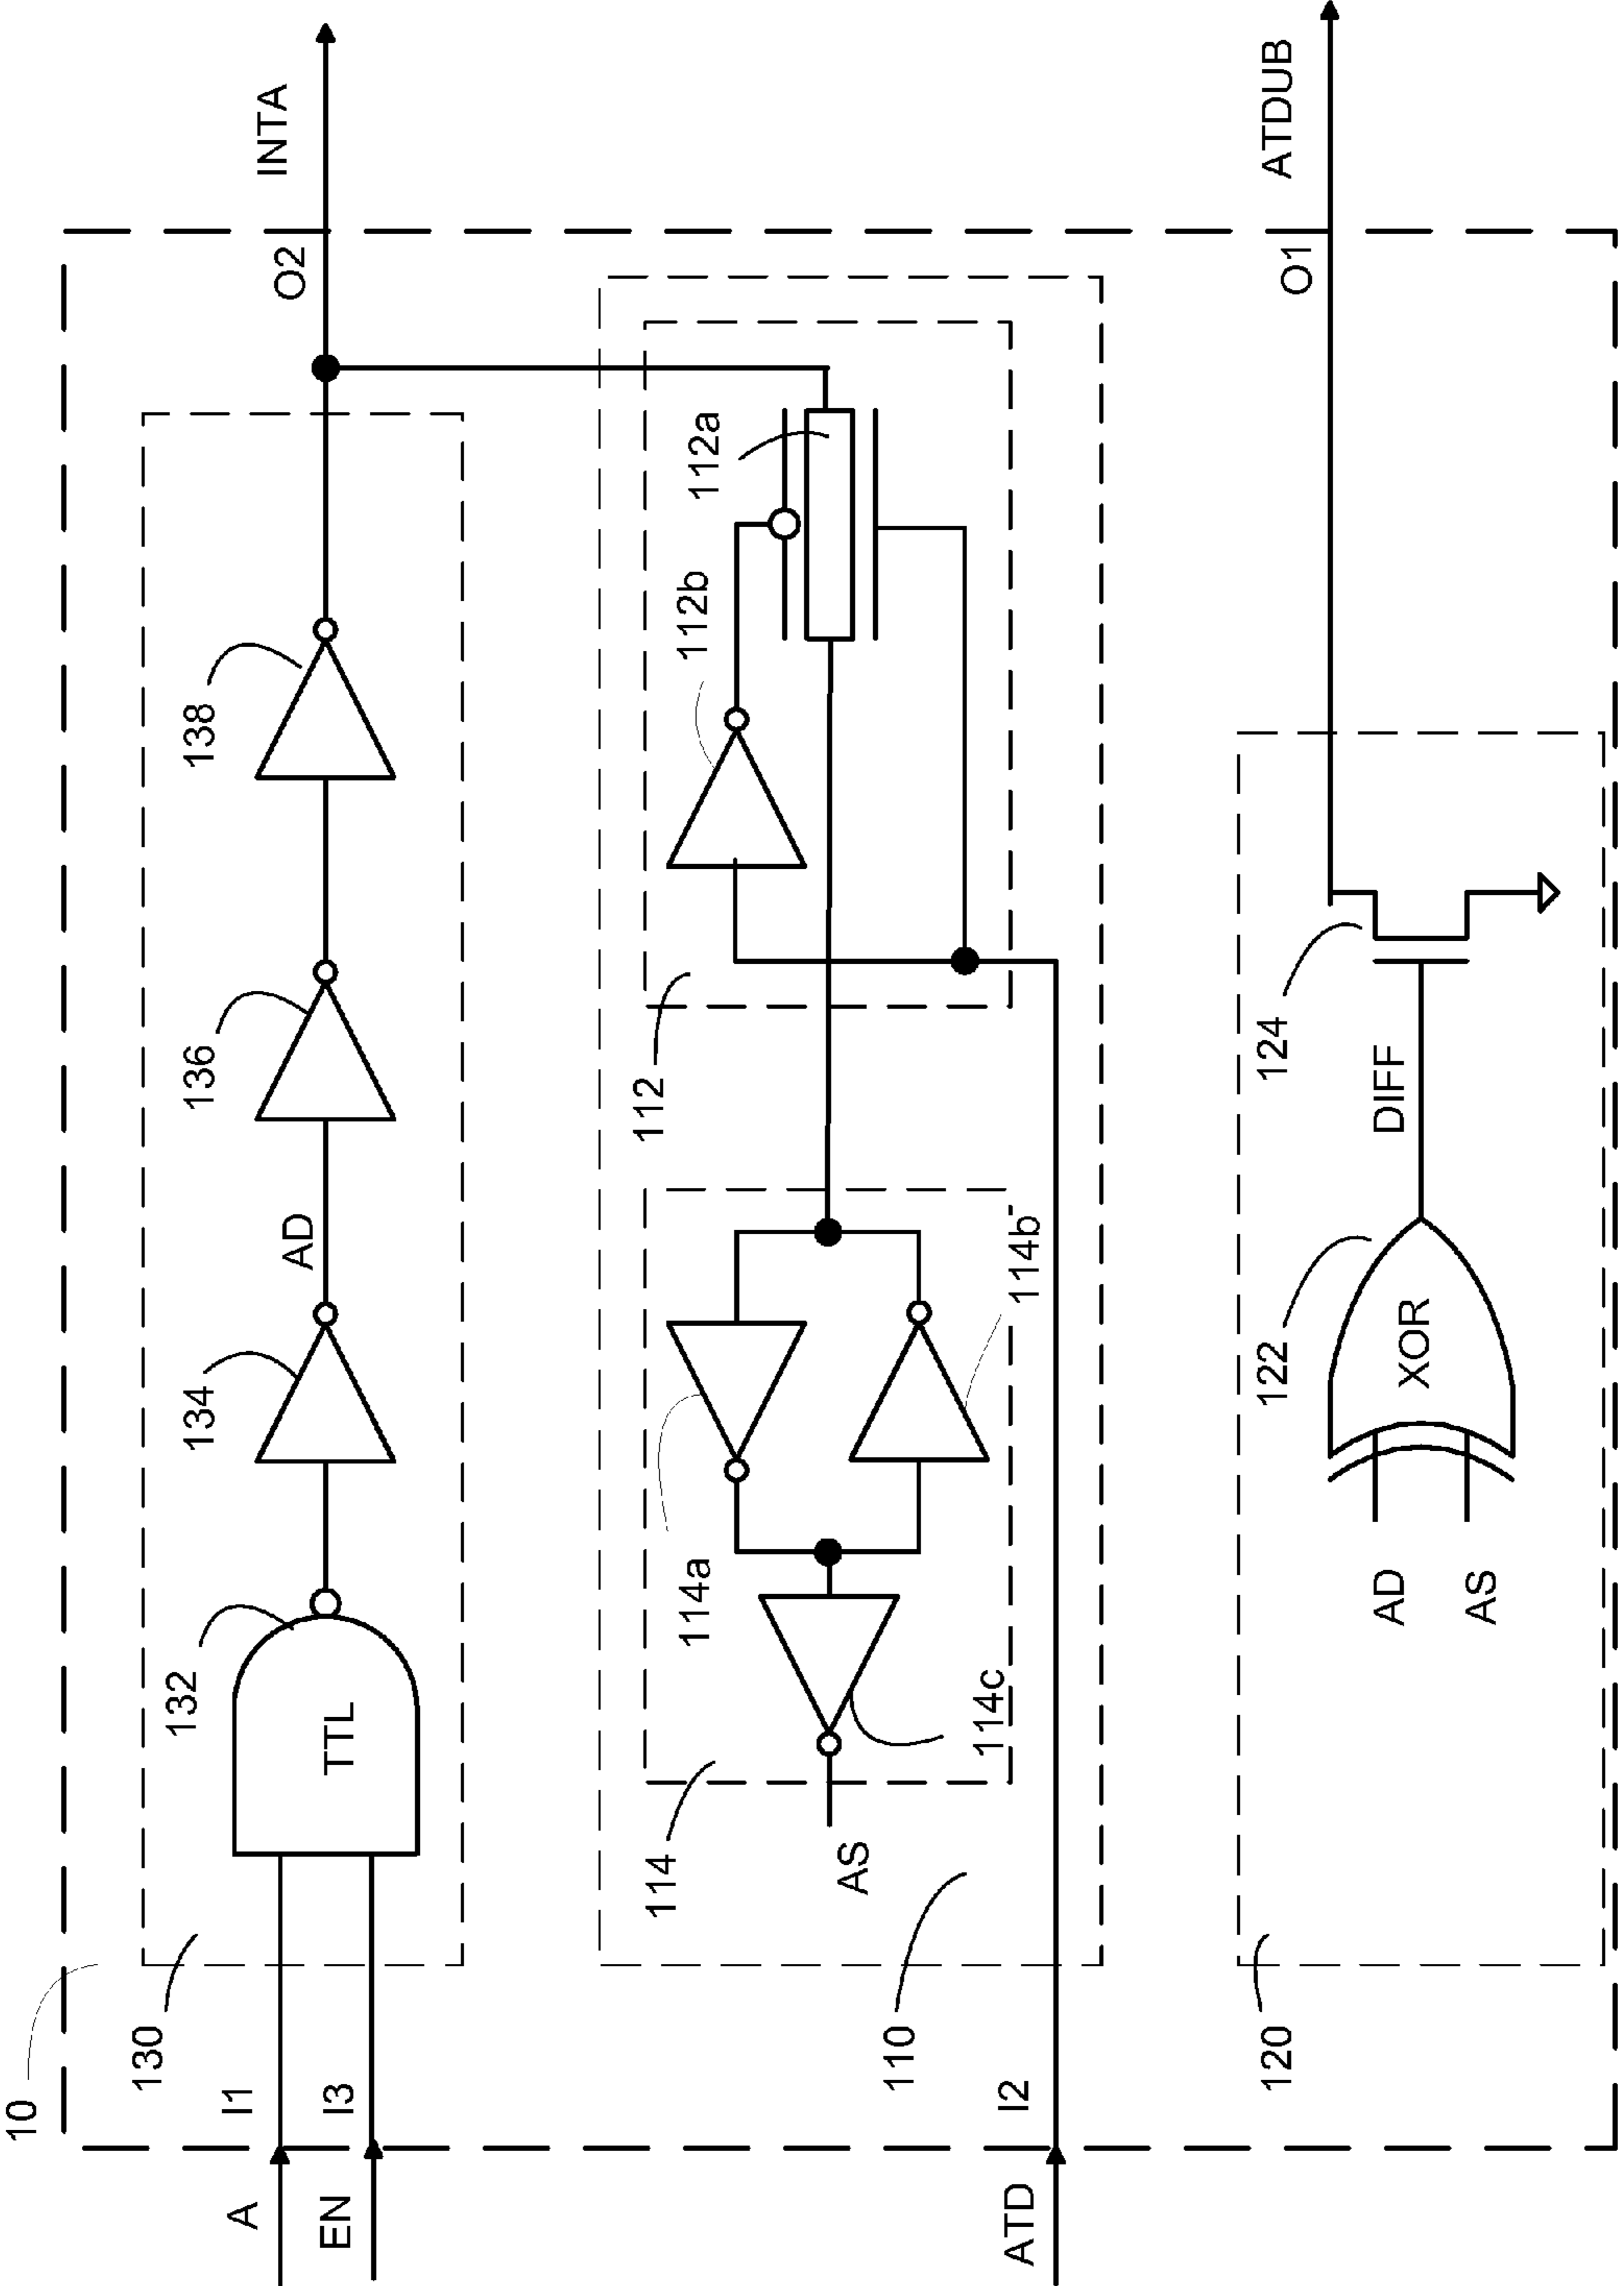 10
130
A
I1
EN
I3
132
TTL
134
AD
136
138
O2
INTA
110
114
AS
114c
114a
114b
112
112b
112a
ATD
I2
120
AD
AS
122
XOR
DIFF
124
O1
ATDUB